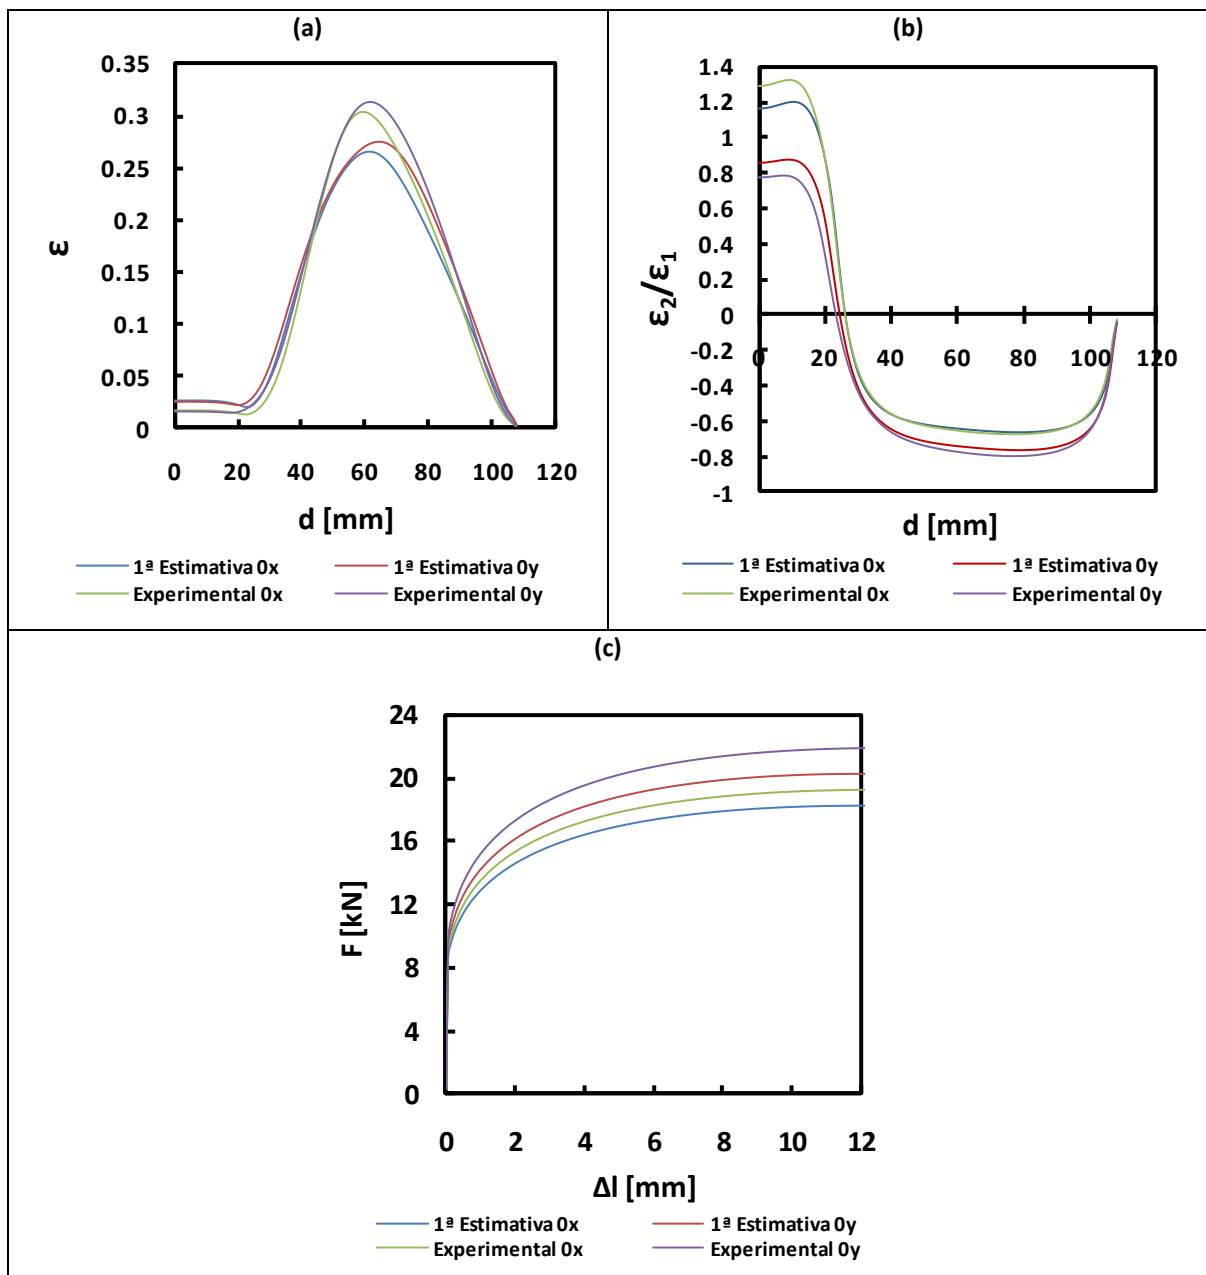 (a)
0.35
0.3
0.25
0.2
0.15
0.1
0.05
0
ε
0 20 40 60 80 100 120
d [mm]
1ª Estimativa 0x 1ª Estimativa 0y
Experimental 0x Experimental 0y
(b)
1.4
1.2
1
0.8
0.6
0.4
0.2
0
-0.2
-0.4
-0.6
-0.8
-1
ε2/ε1
0 20 40 60 80 100 120
d [mm]
1ª Estimativa 0x 1ª Estimativa 0y
Experimental 0x Experimental 0y
(c)
24
20
16
12
8
4
0
F [kN]
0 2 4 6 8 10 12
Δl [mm]
1ª Estimativa 0x 1ª Estimativa 0y
Experimental 0x Experimental 0y